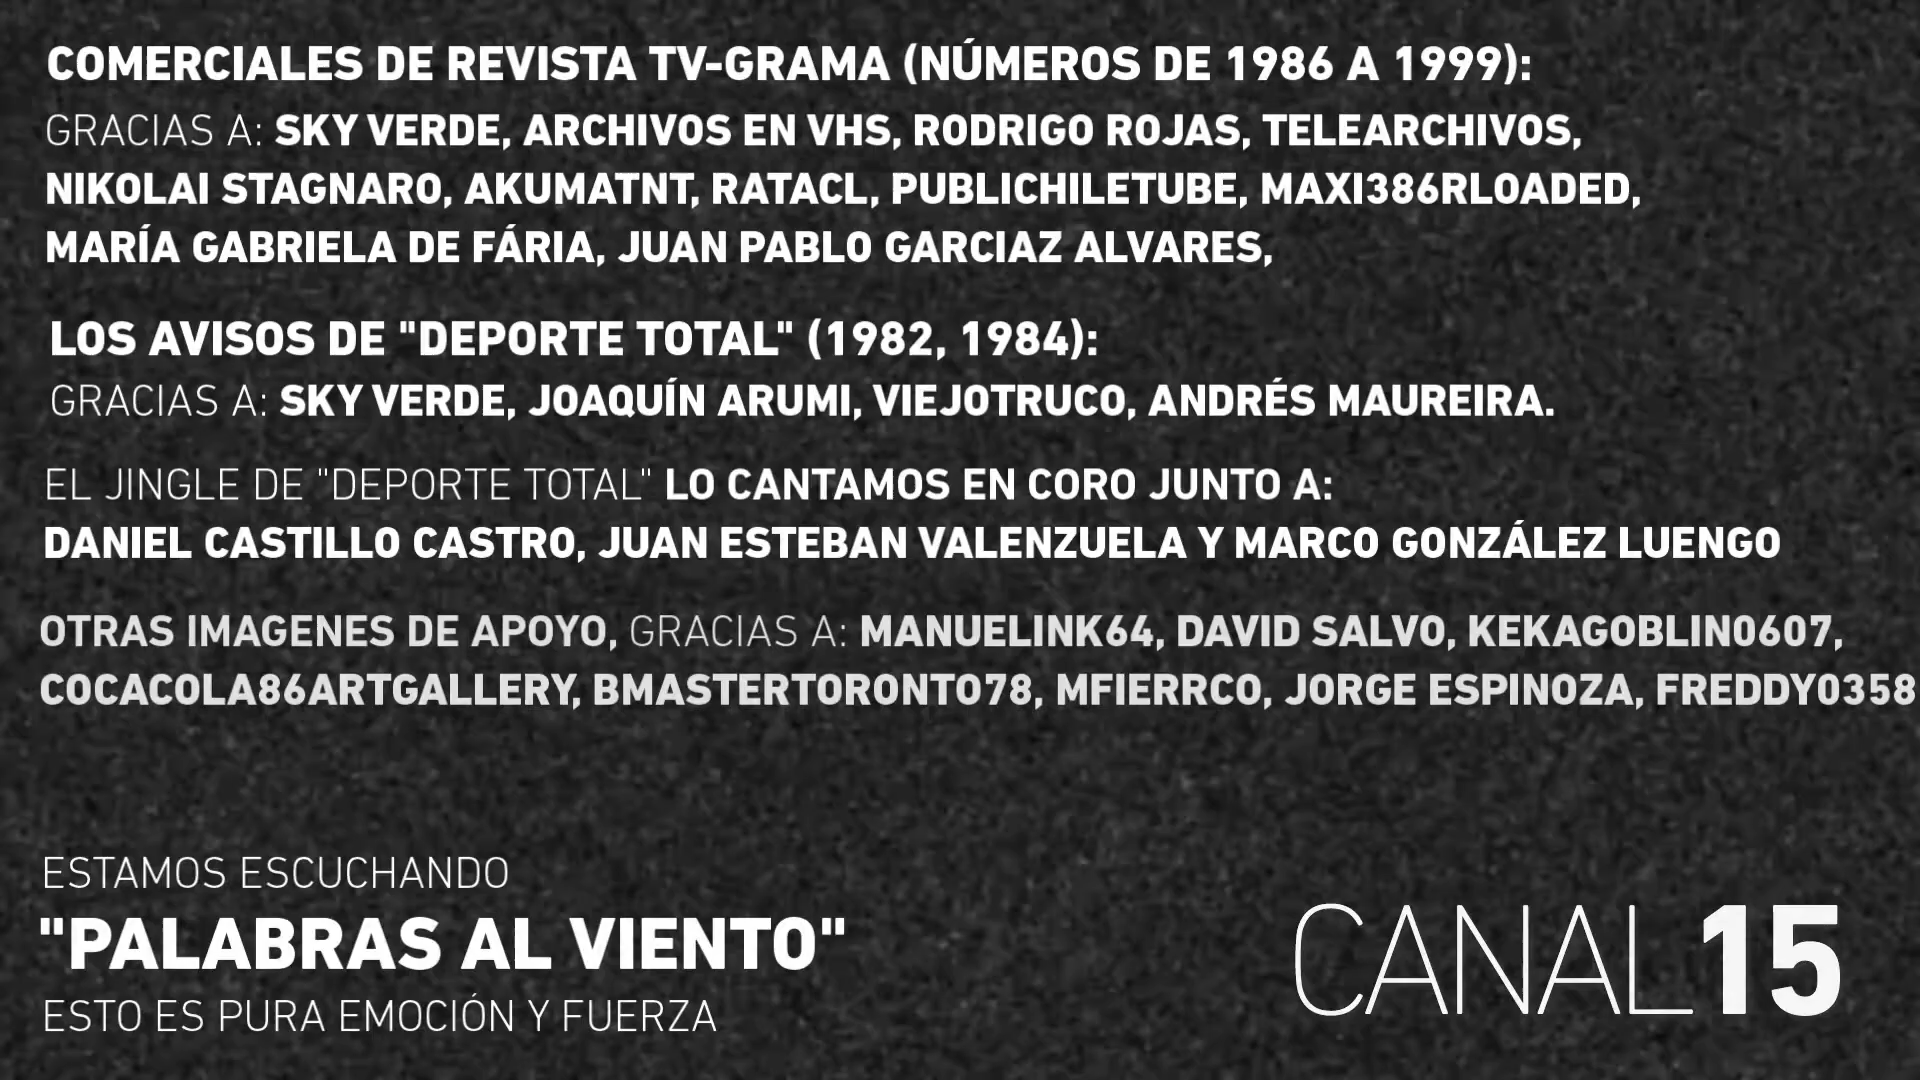 COMERCIALES DE REVISTA TV-GRAMA (NÚMEROS DE 1986 A 1999):
GRACIAS A: SKY VERDE, ARCHIVOS EN VHS, RODRIGO ROJAS, TELEARCHIVOS,
NIKOLAI STAGNARO, AKUMATNT, RATACL, PUBLICHILETUBE, MAXI386RLOADED,
MARÍA GABRIELA DE FÁRIA, JUAN PABLO GARCIAZ ALVARES,
LOS AVISOS DE "DEPORTE TOTAL" (1982, 1984):
GRACIAS A: SKY VERDE, JOAQUÍN ARUMI, VIEJOTRUCO, ANDRÉS MAUREIRA.
EL JINGLE DE "DEPORTE TOTAL" LO CANTAMOS EN CORO JUNTO A:
DANIEL CASTILLO CASTRO, JUAN ESTEBAN VALENZUELA Y MARCO GONZÁLEZ LUENGO
OTRAS IMAGENES DE APOYO, GRACIAS A: MANUELINK64, DAVID SALVO, KEKAGOBLIN0607,
COCACOLA86ARTGALLERY, BMASTERTORONTO78, MFIERRCO, JORGE ESPINOZA, FREDDY0358
ESTAMOS ESCUCHANDO
"PALABRAS AL VIENTO"
ESTO ES PURA EMOCIÓN Y FUERZA
CANAL15